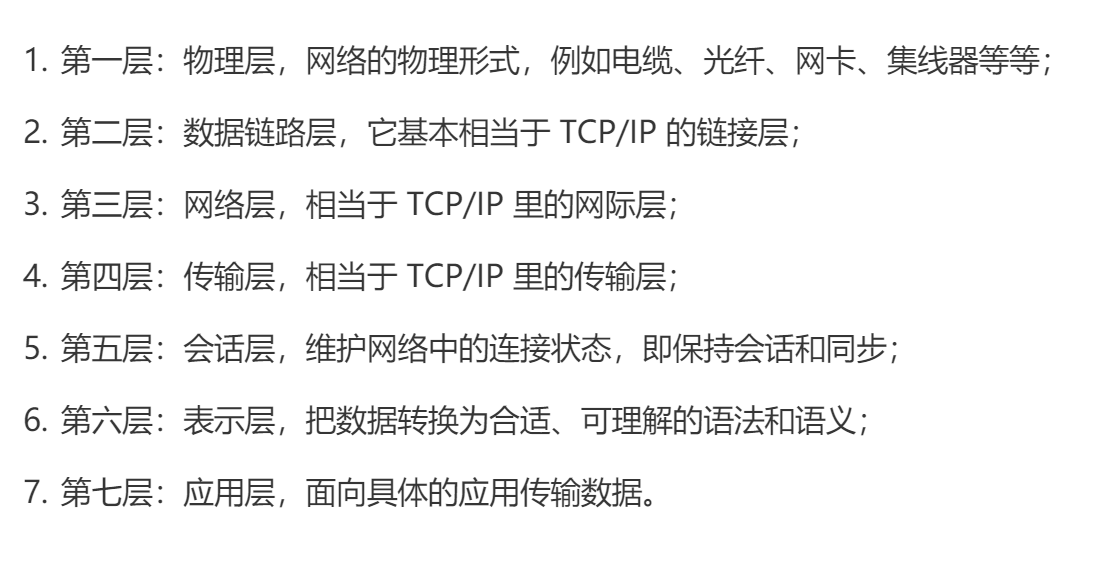 1. 第一层：物理层，网络的物理形式，例如电缆、光纤、网卡、集线器等等；
2. 第二层：数据链路层，它基本相当于 TCP/IP 的链接层；
3. 第三层：网络层，相当于 TCP/IP 里的网际层；
4. 第四层：传输层，相当于 TCP/IP 里的传输层；
5. 第五层：会话层，维护网络中的连接状态，即保持会话和同步；
6. 第六层：表示层，把数据转换为合适、可理解的语法和语义；
7. 第七层：应用层，面向具体的应用传输数据。